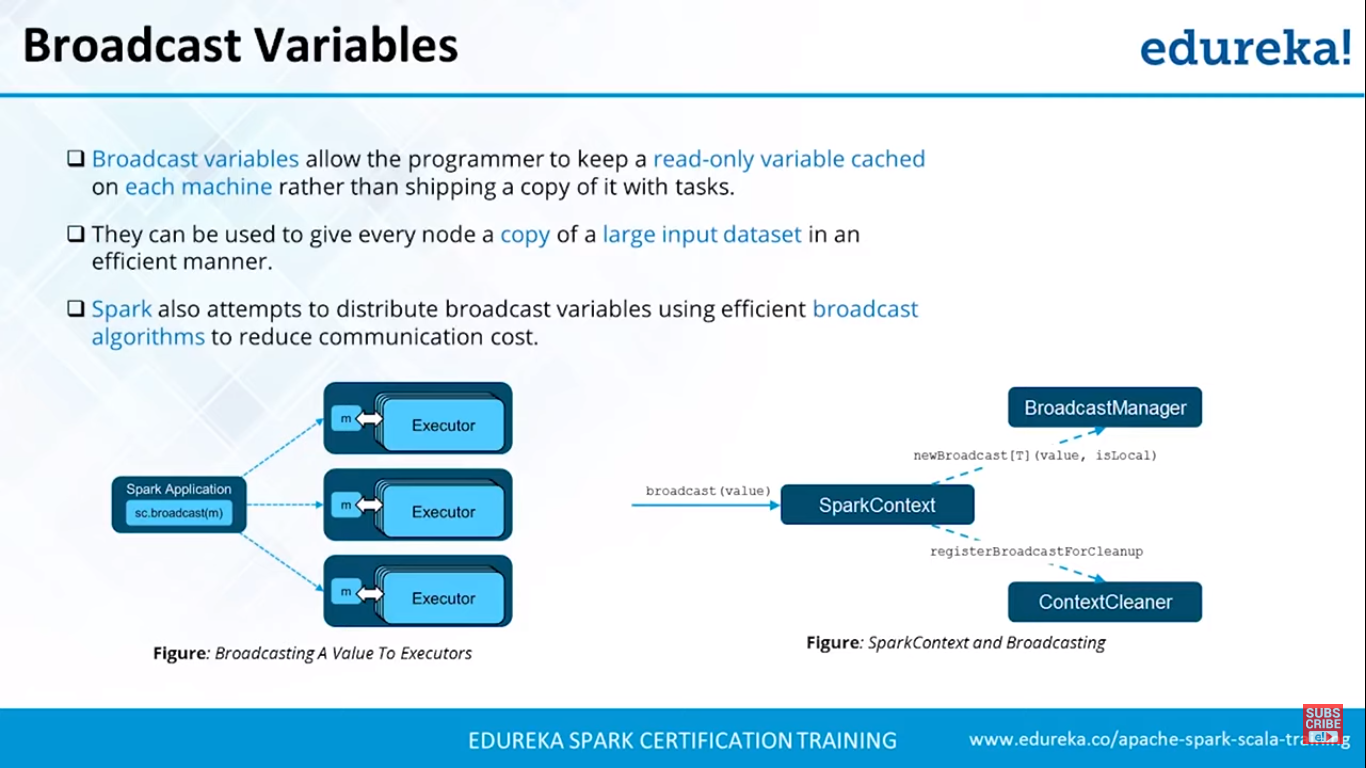 Broadcast Variables
edureka!
❑ Broadcast variables allow the programmer to keep a read-only variable cached
on each machine rather than shipping a copy of it with tasks.
❑ They can be used to give every node a copy of a large input dataset in an
efficient manner.
❑ Spark also attempts to distribute broadcast variables using efficient broadcast
algorithms to reduce communication cost.
Spark Application
sc.broadcast(m)
m
Executor
m
Executor
m
Executor
Figure: Broadcasting A Value To Executors
BroadcastManager
newBroadcast[T](value, isLocal)
broadcast(value)
SparkContext
registerBroadcastForCleanup
ContextCleaner
Figure: SparkContext and Broadcasting
EDUREKA SPARK CERTIFICATION TRAINING
www.edureka.co/apache-spark-scala-training
SUBS
CRIBE
e!